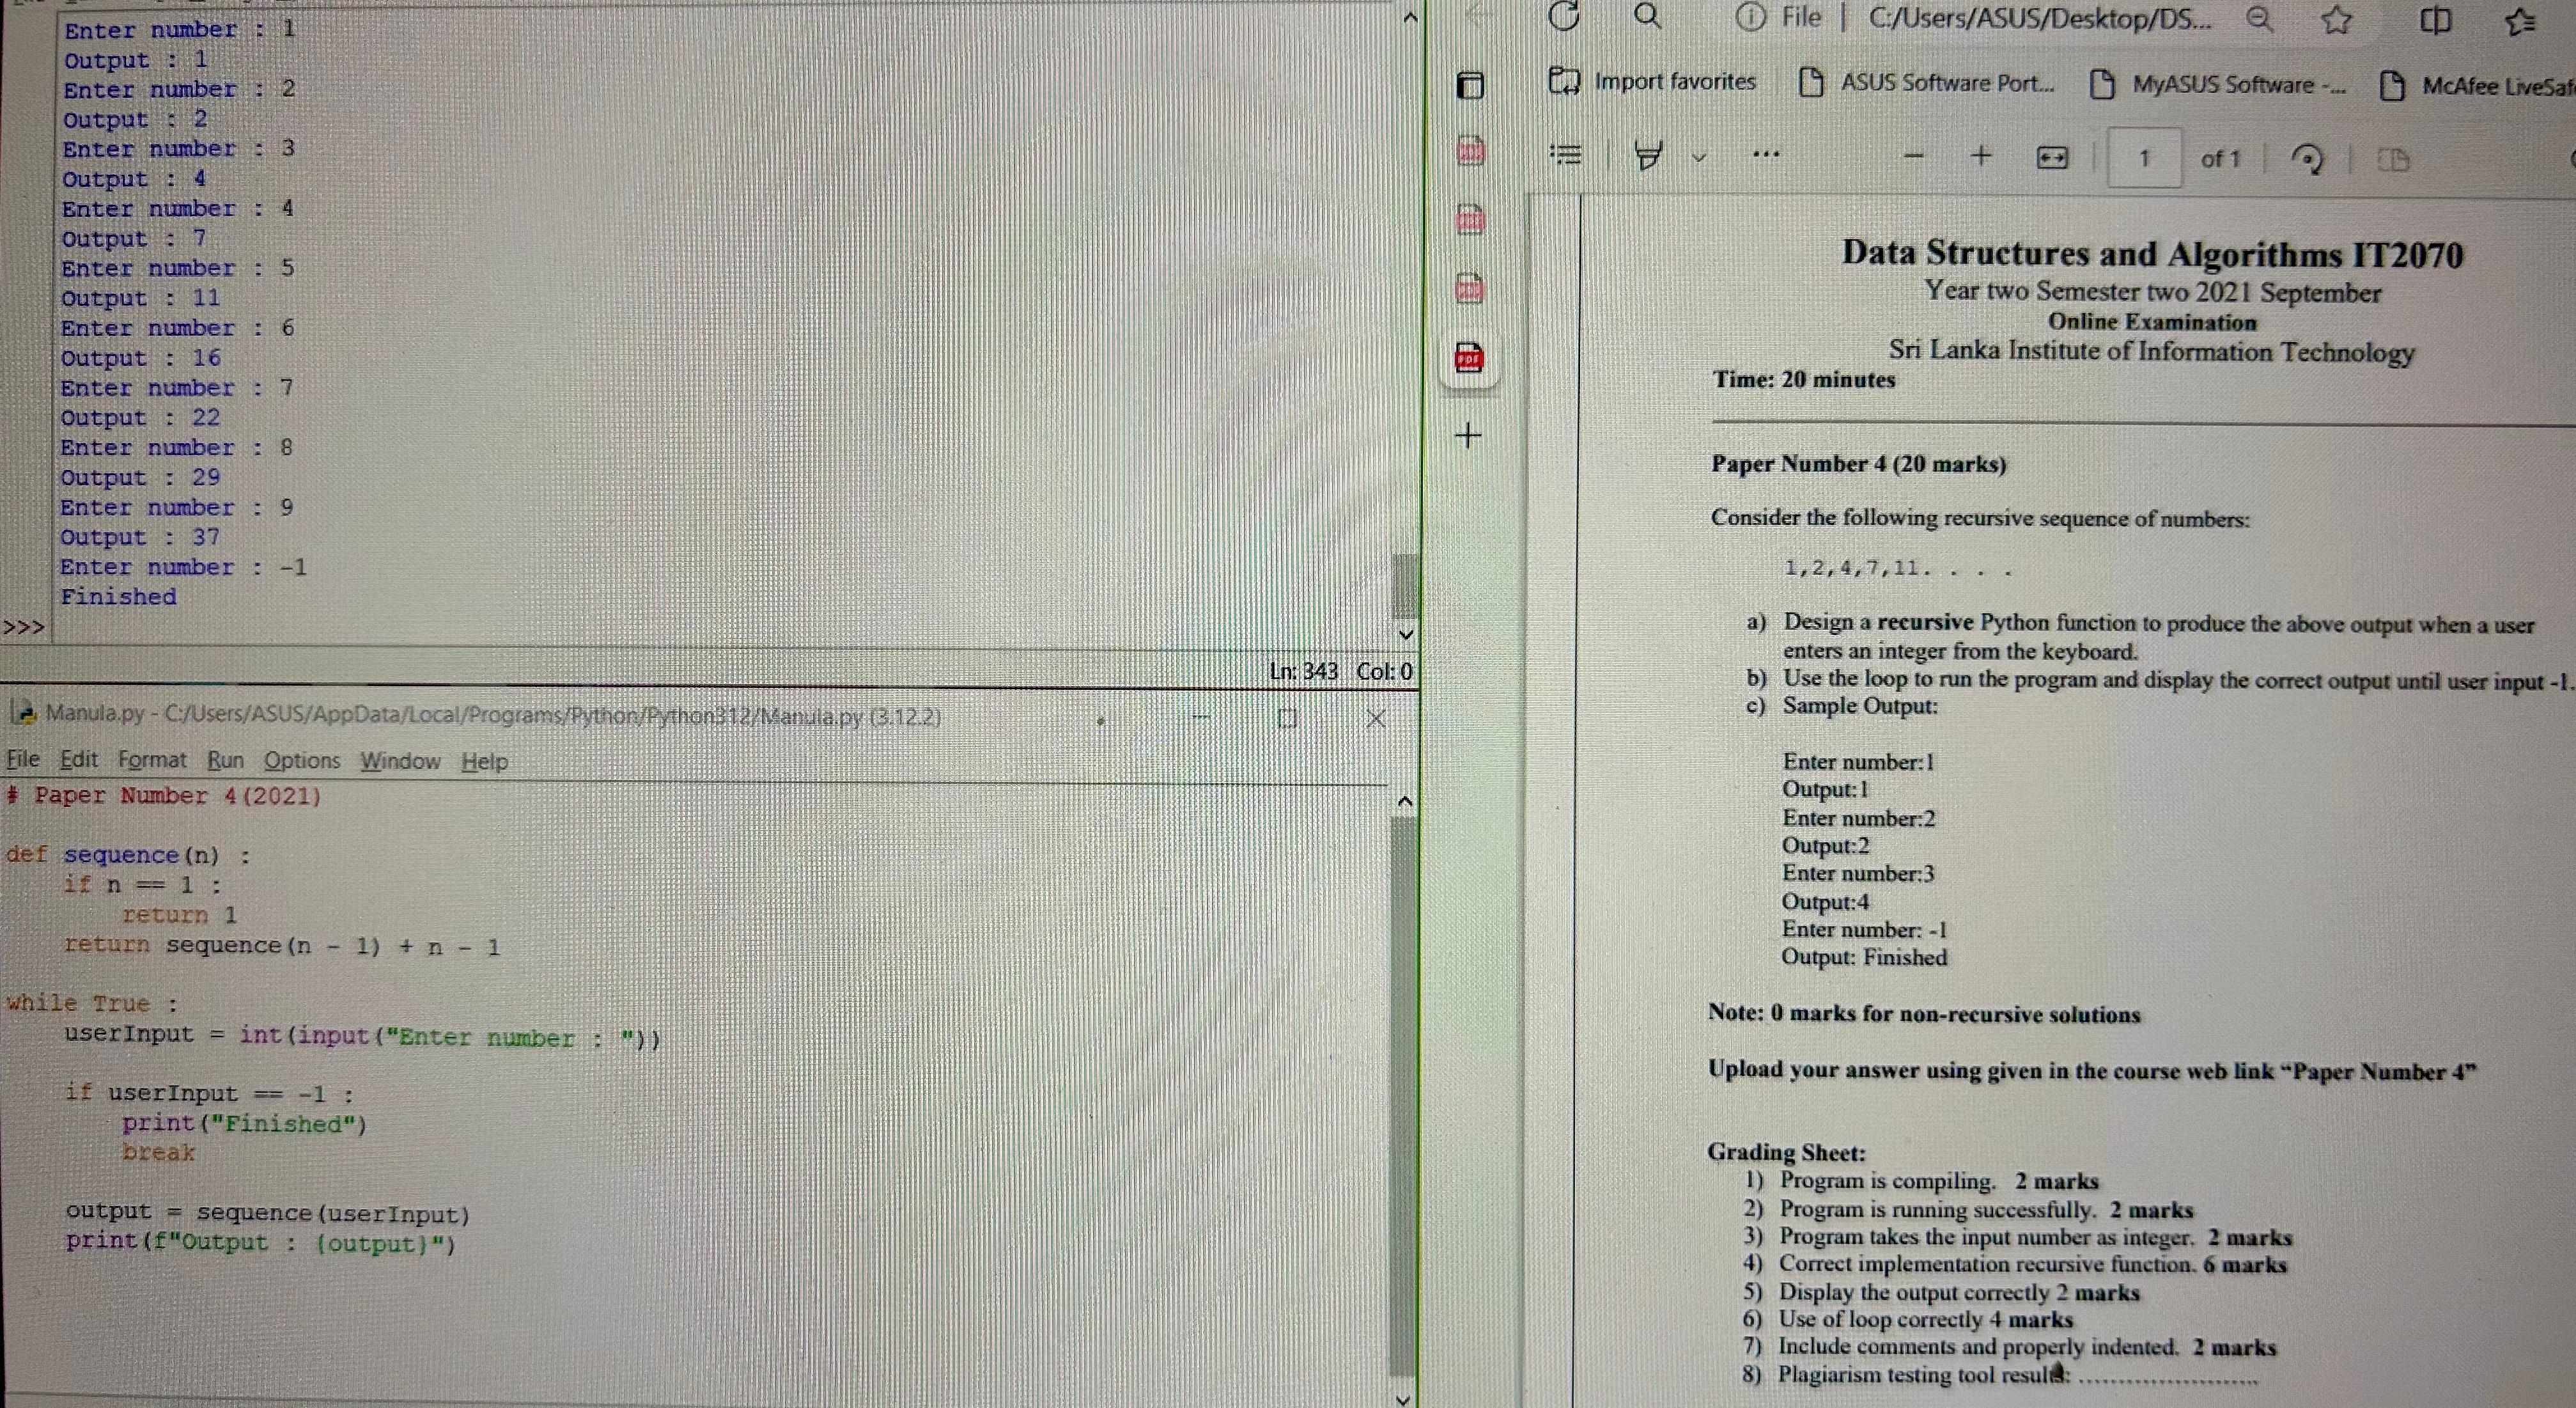 Enter number : 1
Output : 1
Enter number : 2
Output : 2
Enter number : 3
Output : 4
Enter number : 4
Output : 7
Enter number : 5
Output : 11
Enter number : 6
Output : 16
Enter number : 7
Output : 22
Enter number : 8
Output : 29
Enter number : 9
Output : 37
Enter number : -1
Finished
>>>
Ln: 343 Col: 0
Manula.py - C:/Users/ASUS/AppData/Local/Programs/Python/Python312/Manula.py (3.12.2)
File Edit Format Run Options Window Help
# Paper Number 4(2021)
def sequence(n) :
    if n == 1 :
        return 1
    return sequence(n - 1) + n - 1
while True :
    userInput = int(input("Enter number : "))
    if userInput == -1 :
        print("Finished")
        break
    output = sequence(userInput)
    print(f"Output : {output}")
File | C:/Users/ASUS/Desktop/DS...
Import favorites ASUS Software Port... MyASUS Software -... McAfee LiveSaf
1 of 1
Data Structures and Algorithms IT2070
Year two Semester two 2021 September
Online Examination
Sri Lanka Institute of Information Technology
Time: 20 minutes
Paper Number 4 (20 marks)
Consider the following recursive sequence of numbers:
1,2,4,7,11. . . .
a) Design a recursive Python function to produce the above output when a user
enters an integer from the keyboard.
b) Use the loop to run the program and display the correct output until user input -1.
c) Sample Output:
Enter number:1
Output:1
Enter number:2
Output:2
Enter number:3
Output:4
Enter number: -1
Output: Finished
Note: 0 marks for non-recursive solutions
Upload your answer using given in the course web link “Paper Number 4”
Grading Sheet:
1) Program is compiling. 2 marks
2) Program is running successfully. 2 marks
3) Program takes the input number as integer. 2 marks
4) Correct implementation recursive function. 6 marks
5) Display the output correctly 2 marks
6) Use of loop correctly 4 marks
7) Include comments and properly indented. 2 marks
8) Plagiarism testing tool results: ........................